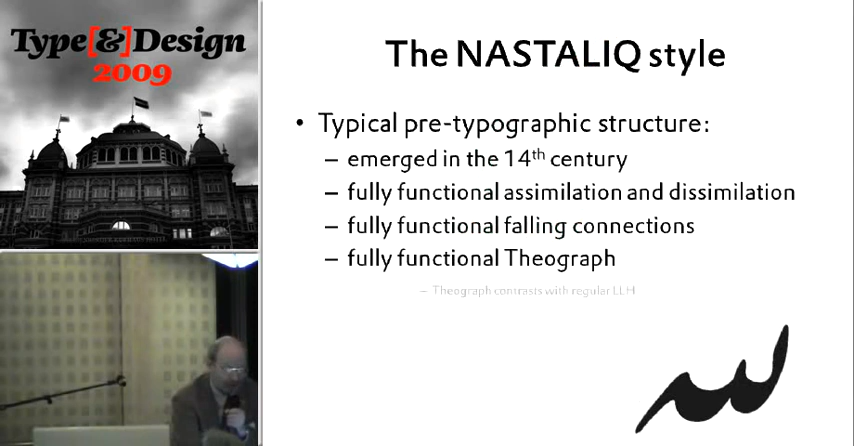 Type[&]Design
2009
The NASTALIQ style
• Typical pre-typographic structure:
– emerged in the 14th century
– fully functional assimilation and dissimilation
– fully functional falling connections
– fully functional Theograph
– Theograph contrasts with regular LLH